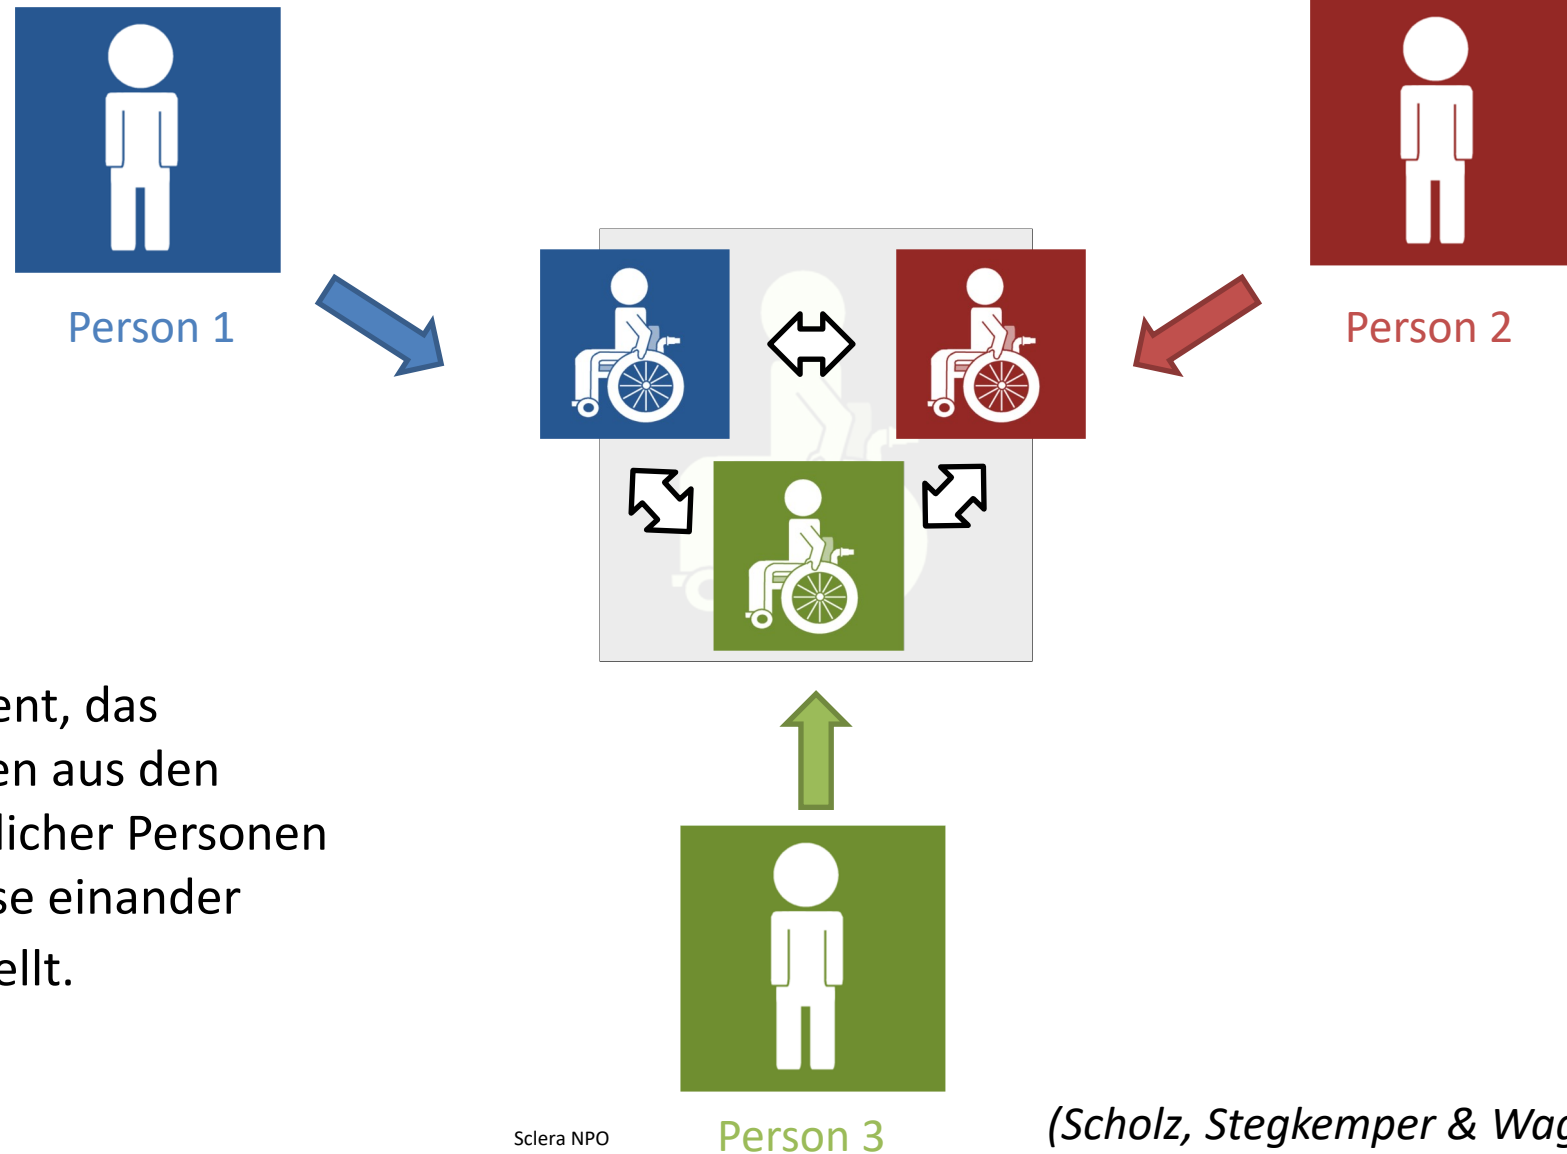 Person 1
Person 2
ent, das
en aus den
licher Personen
se einander
ellt.
Sclera NPO
Person 3
(Scholz, Stegkemper & Wag